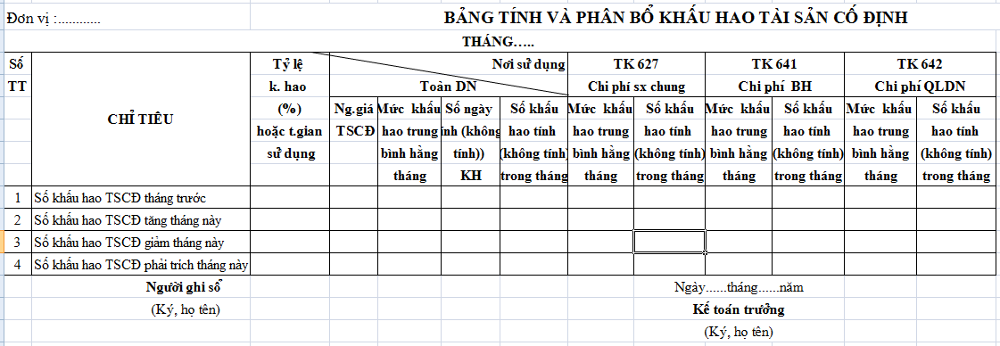 Đơn vị :............ BẢNG TÍNH VÀ PHÂN BỔ KHẤU HAO TÀI SẢN CỐ ĐỊNH
THÁNG…..
Số TT
CHỈ TIÊU
Tỷ lệ
k. hao
(%)
hoặc t.gian
sử dụng
Nơi sử dụng
Toàn DN
TK 627
Chi phí sx chung
TK 641
Chi phí BH
TK 642
Chi phí QLDN
Ng.giá
TSCĐ
Mức khấu
hao trung
bình hằng
tháng
Số ngày
ính (không
tính))
KH
Số khấu
hao tính
(không tính)
trong tháng
Mức khấu
hao trung
bình hằng
tháng
Số khấu
hao tính
(không tính)
trong tháng
Mức khấu
hao trung
bình hằng
tháng
Số khấu
hao tính
(không tính)
trong tháng
Mức khấu
hao trung
bình hằng
tháng
Số khấu
hao tính
(không tính)
trong tháng
1 Số khấu hao TSCĐ tháng trước
2 Số khấu hao TSCĐ tăng tháng này
3 Số khấu hao TSCĐ giảm tháng này
4 Số khấu hao TSCĐ phải trích tháng này
Người ghi sổ Ngày......tháng......năm
(Ký, họ tên) Kế toán trưởng
(Ký, họ tên)